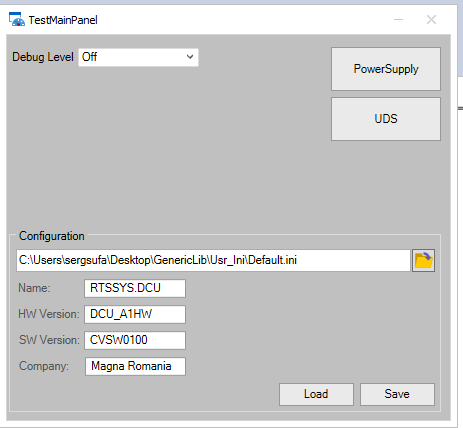 TestMainPanel
Debug Level Off
PowerSupply
UDS
Configuration
C:\Users\sergsufa\Desktop\GenericLib\Usr_Ini\Default.ini
Name: RTSSYS.DCU
HW Version: DCU_A1HW
SW Version: CVSW0100
Company: Magna Romania
Load Save